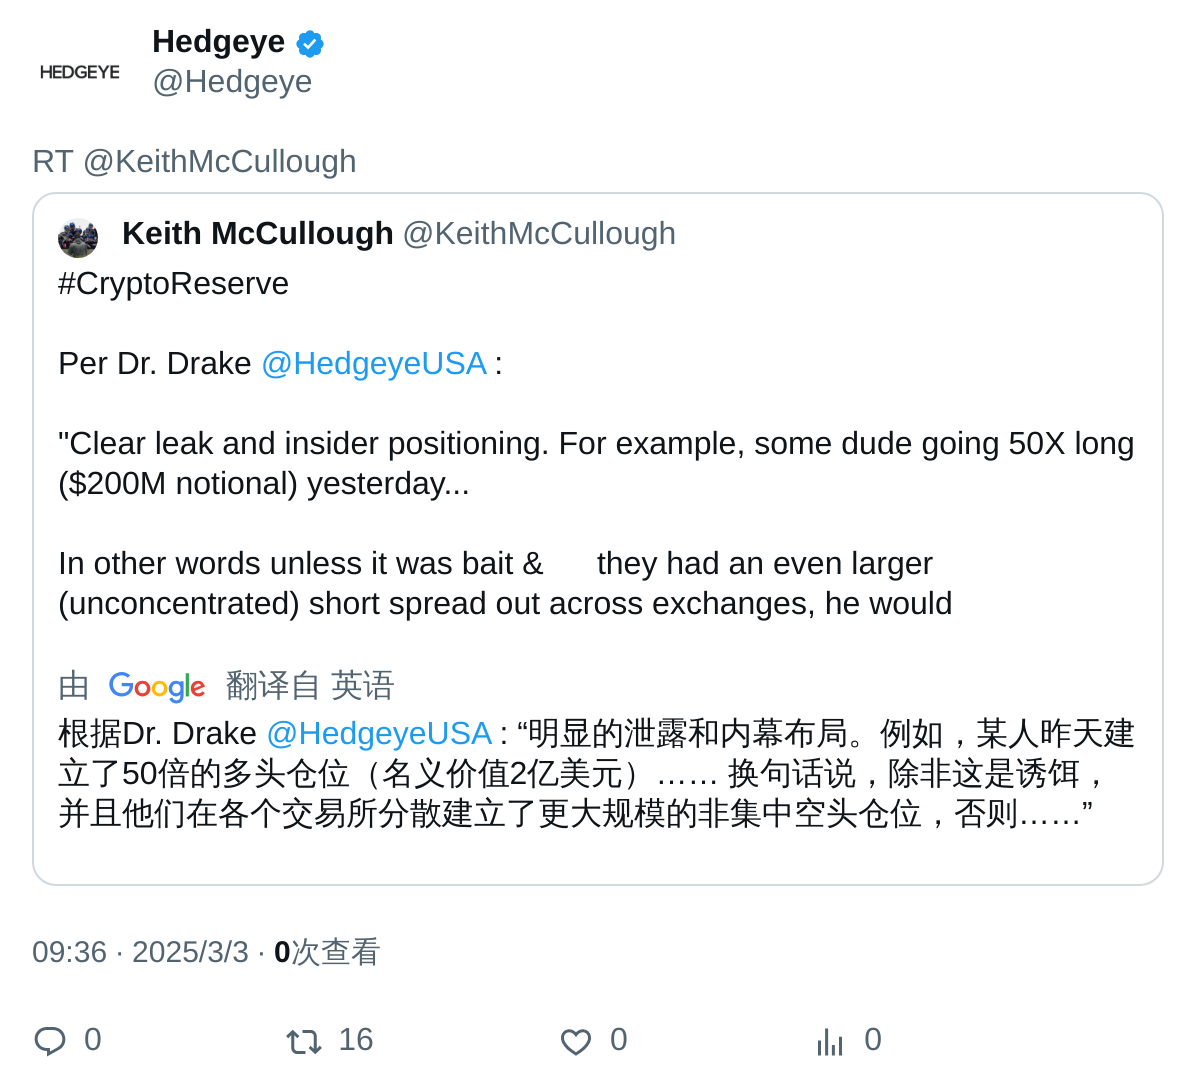 HEDGEYE
Hedgeye
@Hedgeye
RT @KeithMcCullough
Keith McCullough @KeithMcCullough
#CryptoReserve
Per Dr. Drake @HedgeyeUSA :
"Clear leak and insider positioning. For example, some dude going 50X long
($200M notional) yesterday...
In other words unless it was bait & they had an even larger
(unconcentrated) short spread out across exchanges, he would
由 Google 翻译自 英语
根据Dr. Drake @HedgeyeUSA : “明显的泄露和内幕布局。例如，某人昨天建
立了50倍的多头仓位（名义价值2亿美元）…… 换句话说，除非这是诱饵，
并且他们在各个交易所分散建立了更大规模的非集中空头仓位，否则……”
09:36 · 2025/3/3 · 0次查看
0 16 0 0